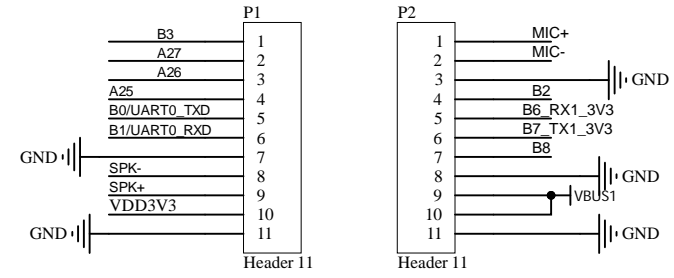 P1
B3 1
A27 2
A26 3
A25 4
B0/UART0_TXD 5
B1/UART0_RXD 6
GND 7
SPK- 8
SPK+ 9
VDD3V3 10
GND 11
Header 11
P2
1 MIC+
2 MIC-
3 GND
4 B2
5 B6_RX1_3V3
6 B7_TX1_3V3
7 B8
8 GND
9 VBUS1
10
11 GND
Header 11